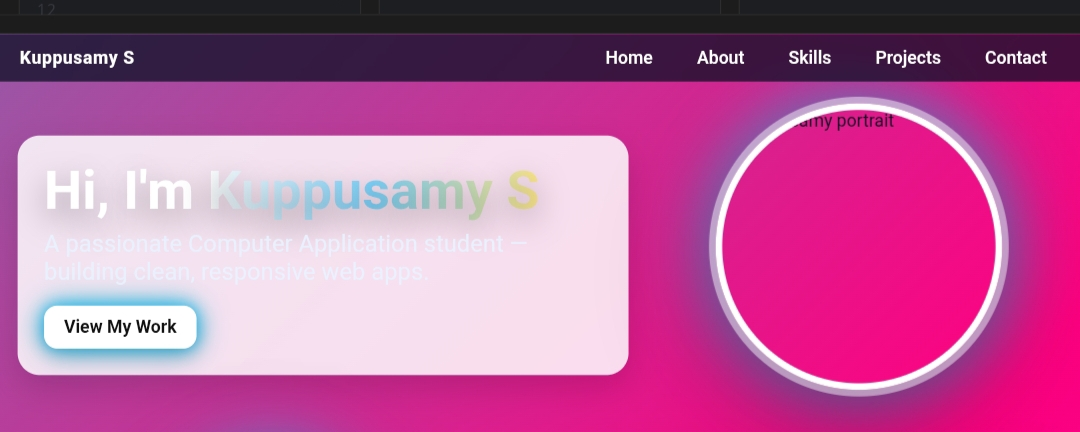 12
Kuppusamy S
Home About Skills Projects Contact
amy portrait
Hi, I'm Kuppusamy S
A passionate Computer Application student —
building clean, responsive web apps.
View My Work